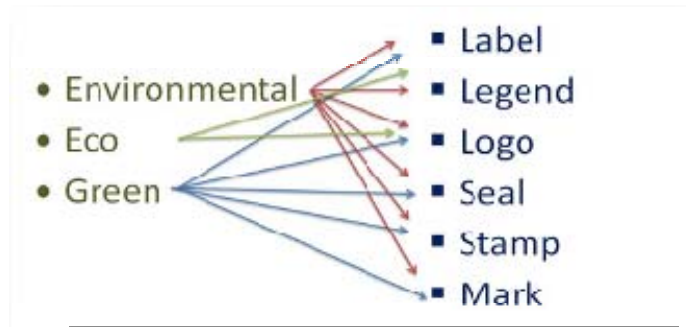 • Environmental
• Eco
• Green
▪ Label
▪ Legend
▪ Logo
▪ Seal
▪ Stamp
▪ Mark